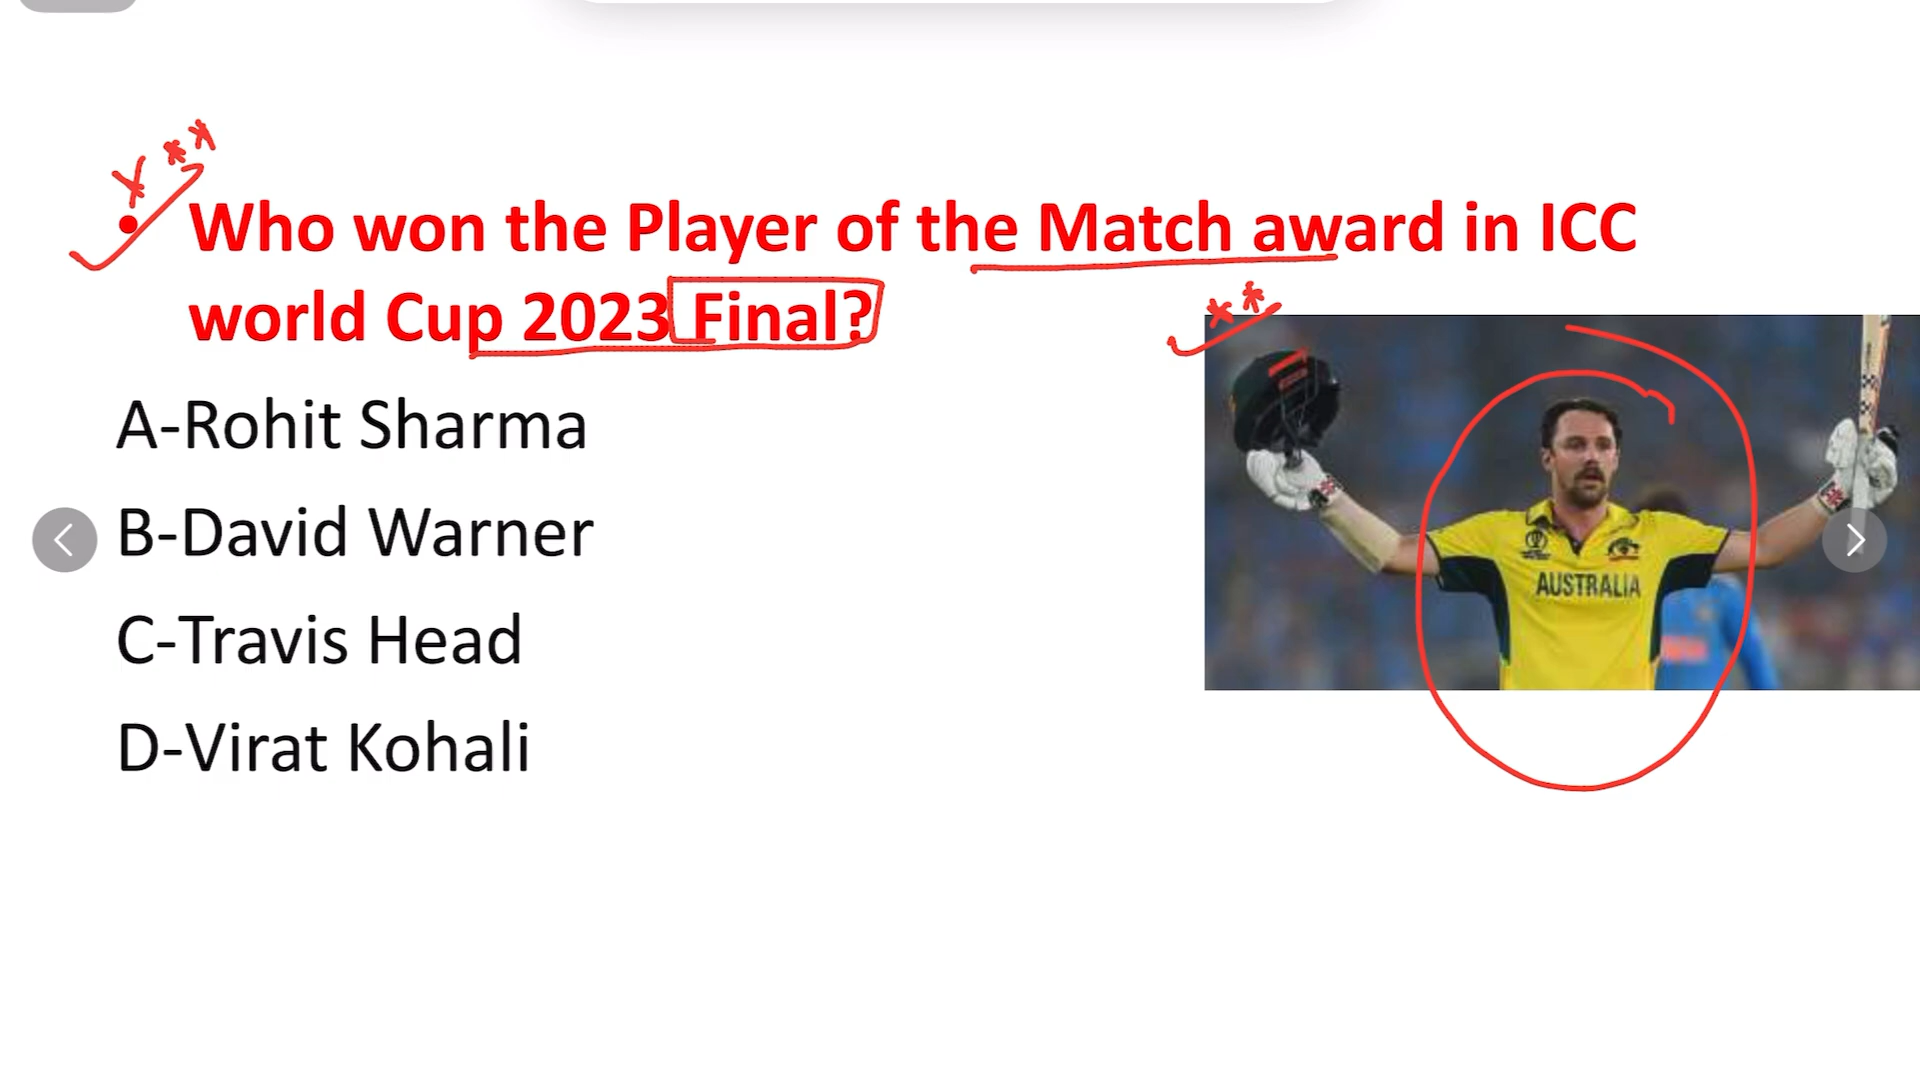 Who won the Player of the Match award in ICC
world Cup 2023 Final?
A-Rohit Sharma
B-David Warner
C-Travis Head
D-Virat Kohali
AUSTRALIA